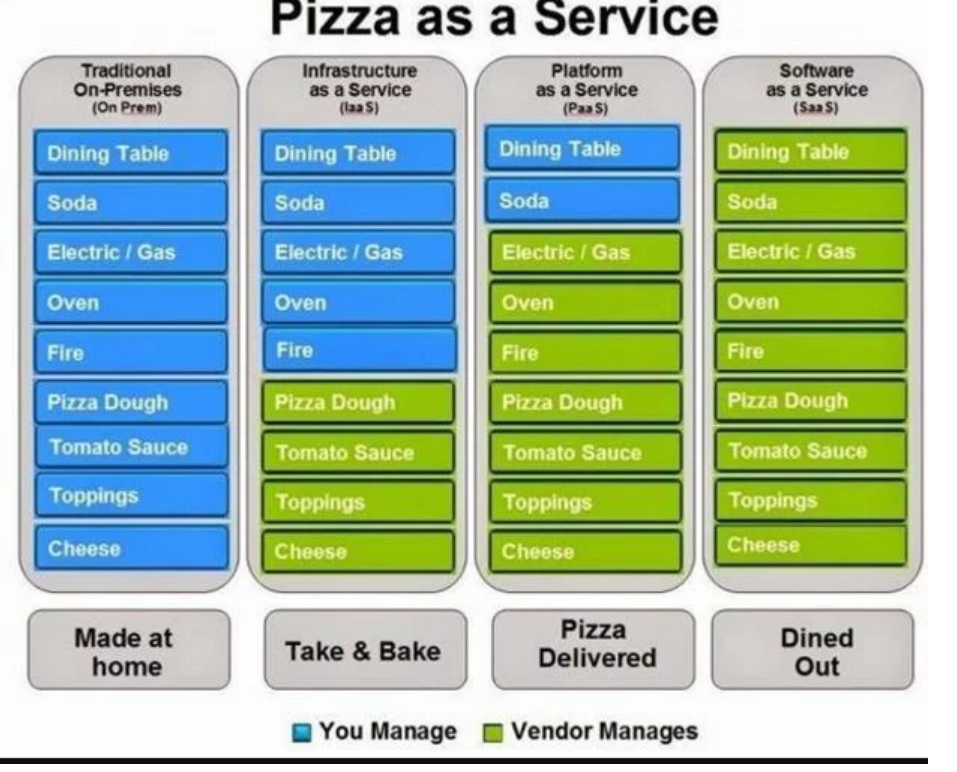 Pizza as a Service
Traditional
On-Premises
(On Prem)
Dining Table
Soda
Electric / Gas
Oven
Fire
Pizza Dough
Tomato Sauce
Toppings
Cheese
Made at
home
Infrastructure
as a Service
(IaaS)
Dining Table
Soda
Electric / Gas
Oven
Fire
Pizza Dough
Tomato Sauce
Toppings
Cheese
Take & Bake
Platform
as a Service
(PaaS)
Dining Table
Soda
Electric / Gas
Oven
Fire
Pizza Dough
Tomato Sauce
Toppings
Cheese
Pizza
Delivered
Software
as a Service
(SaaS)
Dining Table
Soda
Electric / Gas
Oven
Fire
Pizza Dough
Tomato Sauce
Toppings
Cheese
Dined
Out
You Manage
Vendor Manages